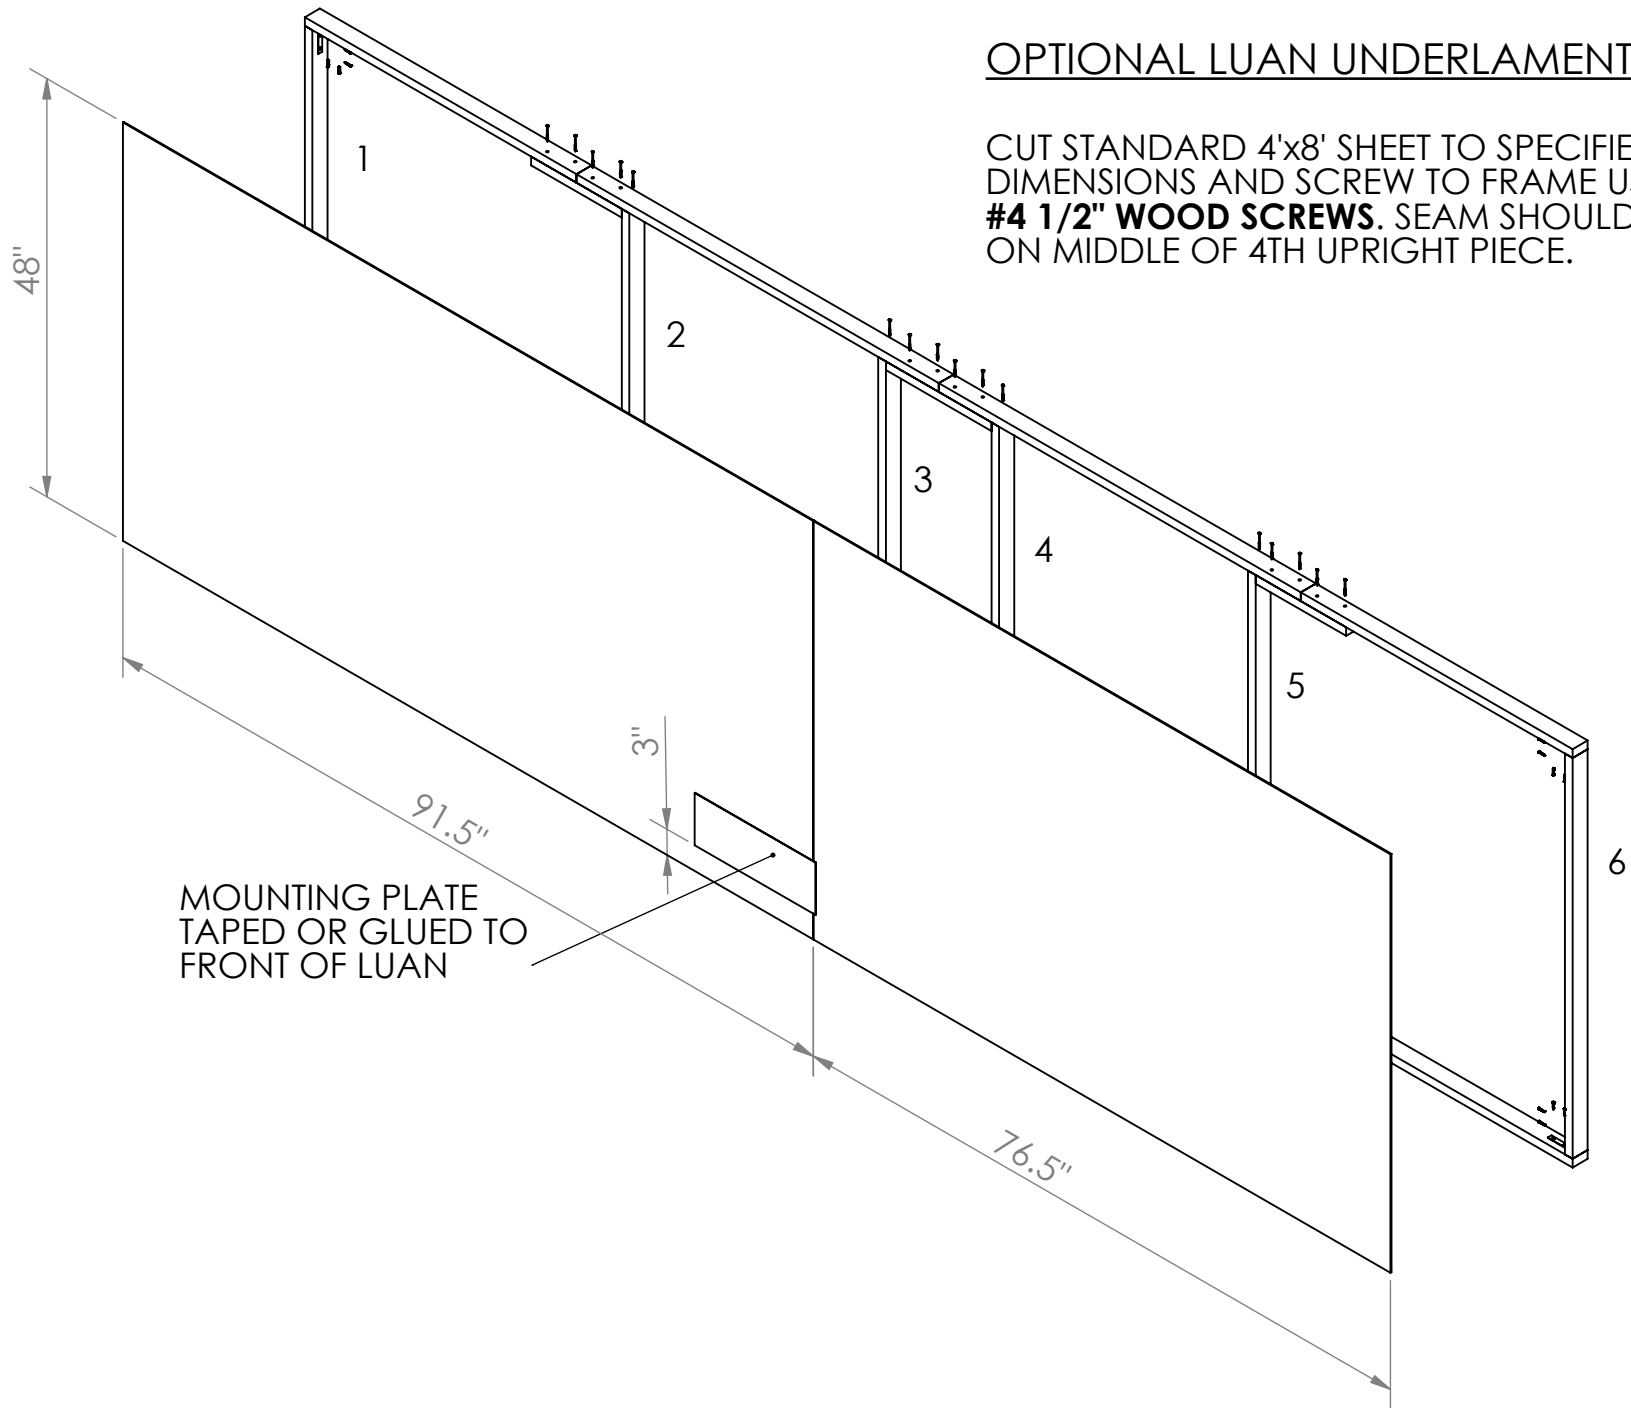 OPTIONAL LUAN UNDERLAMENT
CUT STANDARD 4'x8' SHEET TO
DIMENSIONS AND SCREW TO FRAME
#4 1/2" WOOD SCREWS. SEAM SHOULD
ON MIDDLE OF 4TH UPRIGHT PIECE.
48"
1
2
3
4
5
6
3"
91.5"
MOUNTING PLATE
TAPED OR GLUED TO
FRONT OF LUAN
76.5"